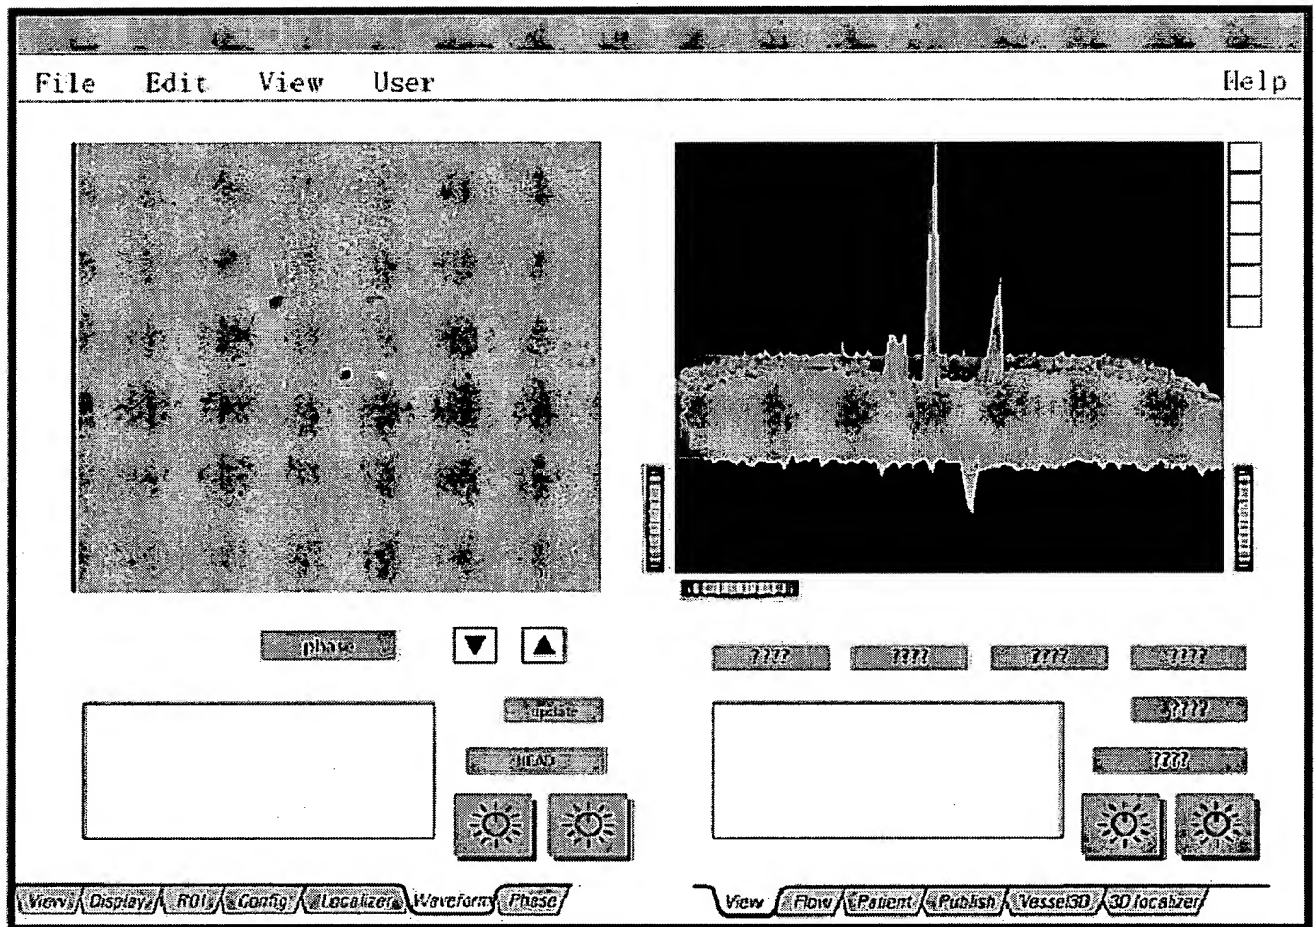 File Edit View User Help
phase
????
????
????
????
update
????
HEAD
????
View Display ROI Config Localizer Waveform Phase
View Flow Patient Publish Vessel3D 3D localizer